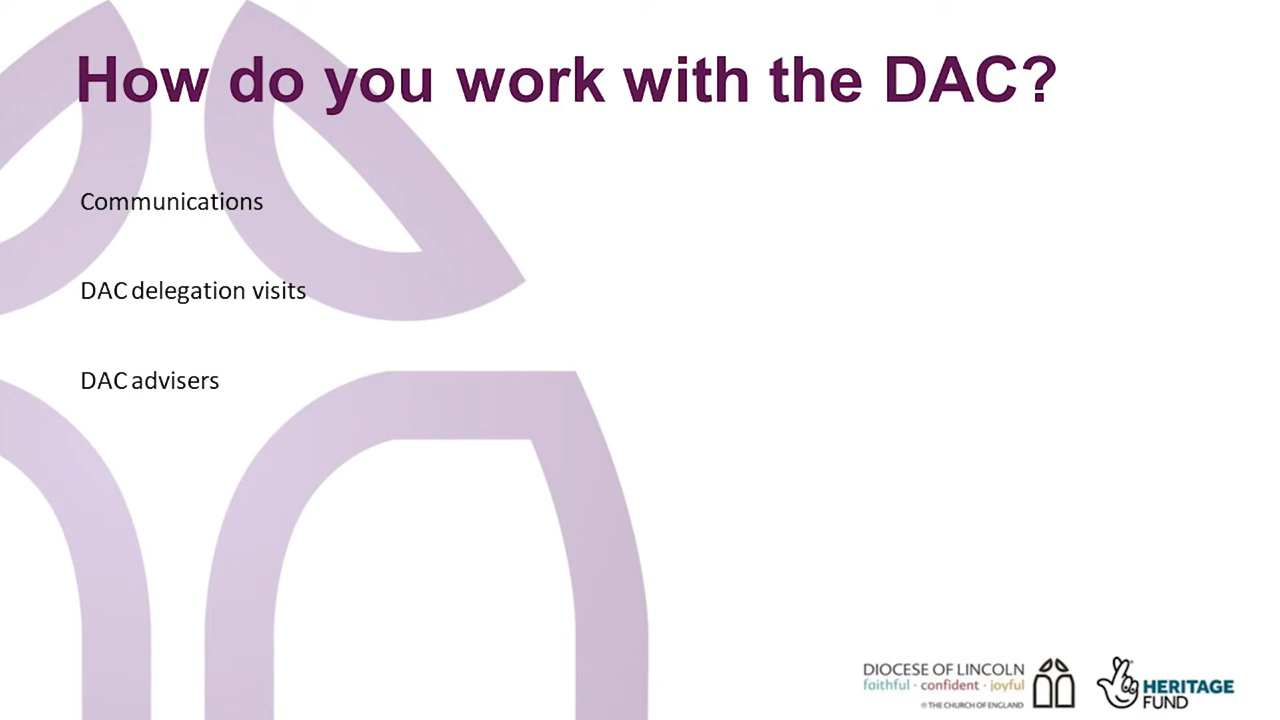 How do you work with the DAC?
Communications
DAC delegation visits
DAC advisers
DIOCESE OF LINCOLN
faithful · confident · joyful
© THE CHURCH OF ENGLAND
HERITAGE
FUND